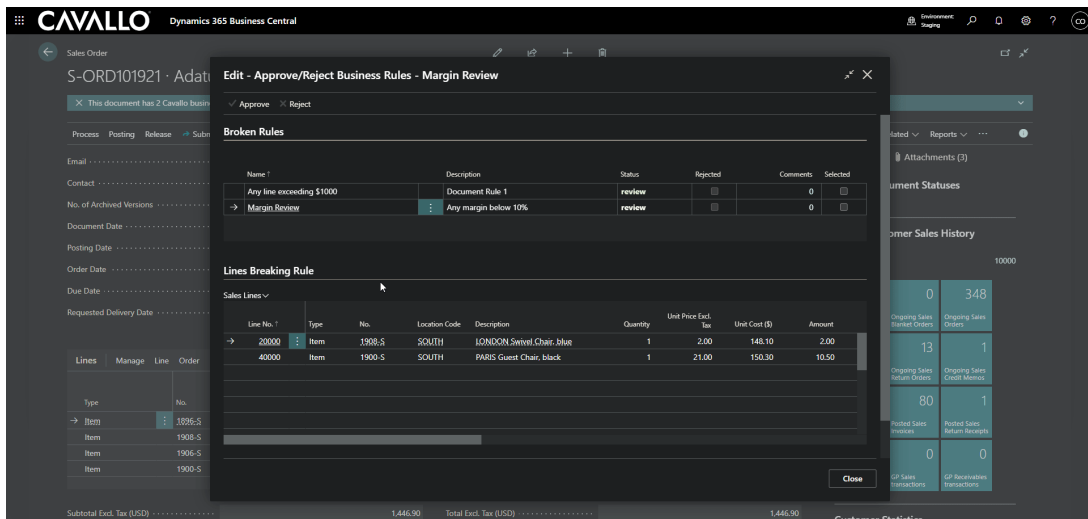 CAVALLO Dynamics 365 Business Central Environment: Staging ? CO
Sales Order
S-ORD101921 · Adatu
Edit - Approve/Reject Business Rules - Margin Review
This document has 2 Cavallo busin
Approve Reject
Process Posting Release Subm
lated Reports ...
Broken Rules
Email
Attachments (3)
Name ↑ Description Status Rejected Comments Selected
Contact
ument Statuses
Any line exceeding $1000 Document Rule 1 review 0
No. of Archived Versions
→ Margin Review Any margin below 10% review 0
Document Date
omer Sales History
Posting Date
10000
Order Date
Lines Breaking Rule
Due Date
Sales Lines
0 348
Requested Delivery Date
Ongoing Sales Blanket Orders Ongoing Sales Orders
Line No. ↑ Type No. Location Code Description Quantity Unit Price Excl. Tax Unit Cost ($) Amount
→ 20000 Item 1908-S SOUTH LONDON Swivel Chair, blue 1 2.00 148.10 2.00
13 1
40000 Item 1900-S SOUTH PARIS Guest Chair, black 1 21.00 150.30 10.50
Lines Manage Line Order
Ongoing Sales Return Orders Ongoing Sales Credit Memos
Type No.
80 1
→ Item 1896-S
Posted Sales Invoices Posted Sales Return Receipts
Item 1908-S
Item 1906-S
0 0
Item 1900-S
GP Sales transactions GP Receivables transactions
Close
Subtotal Excl. Tax (USD) 1,446.90 Total Excl. Tax (USD) 1,446.90
Customer Statistics